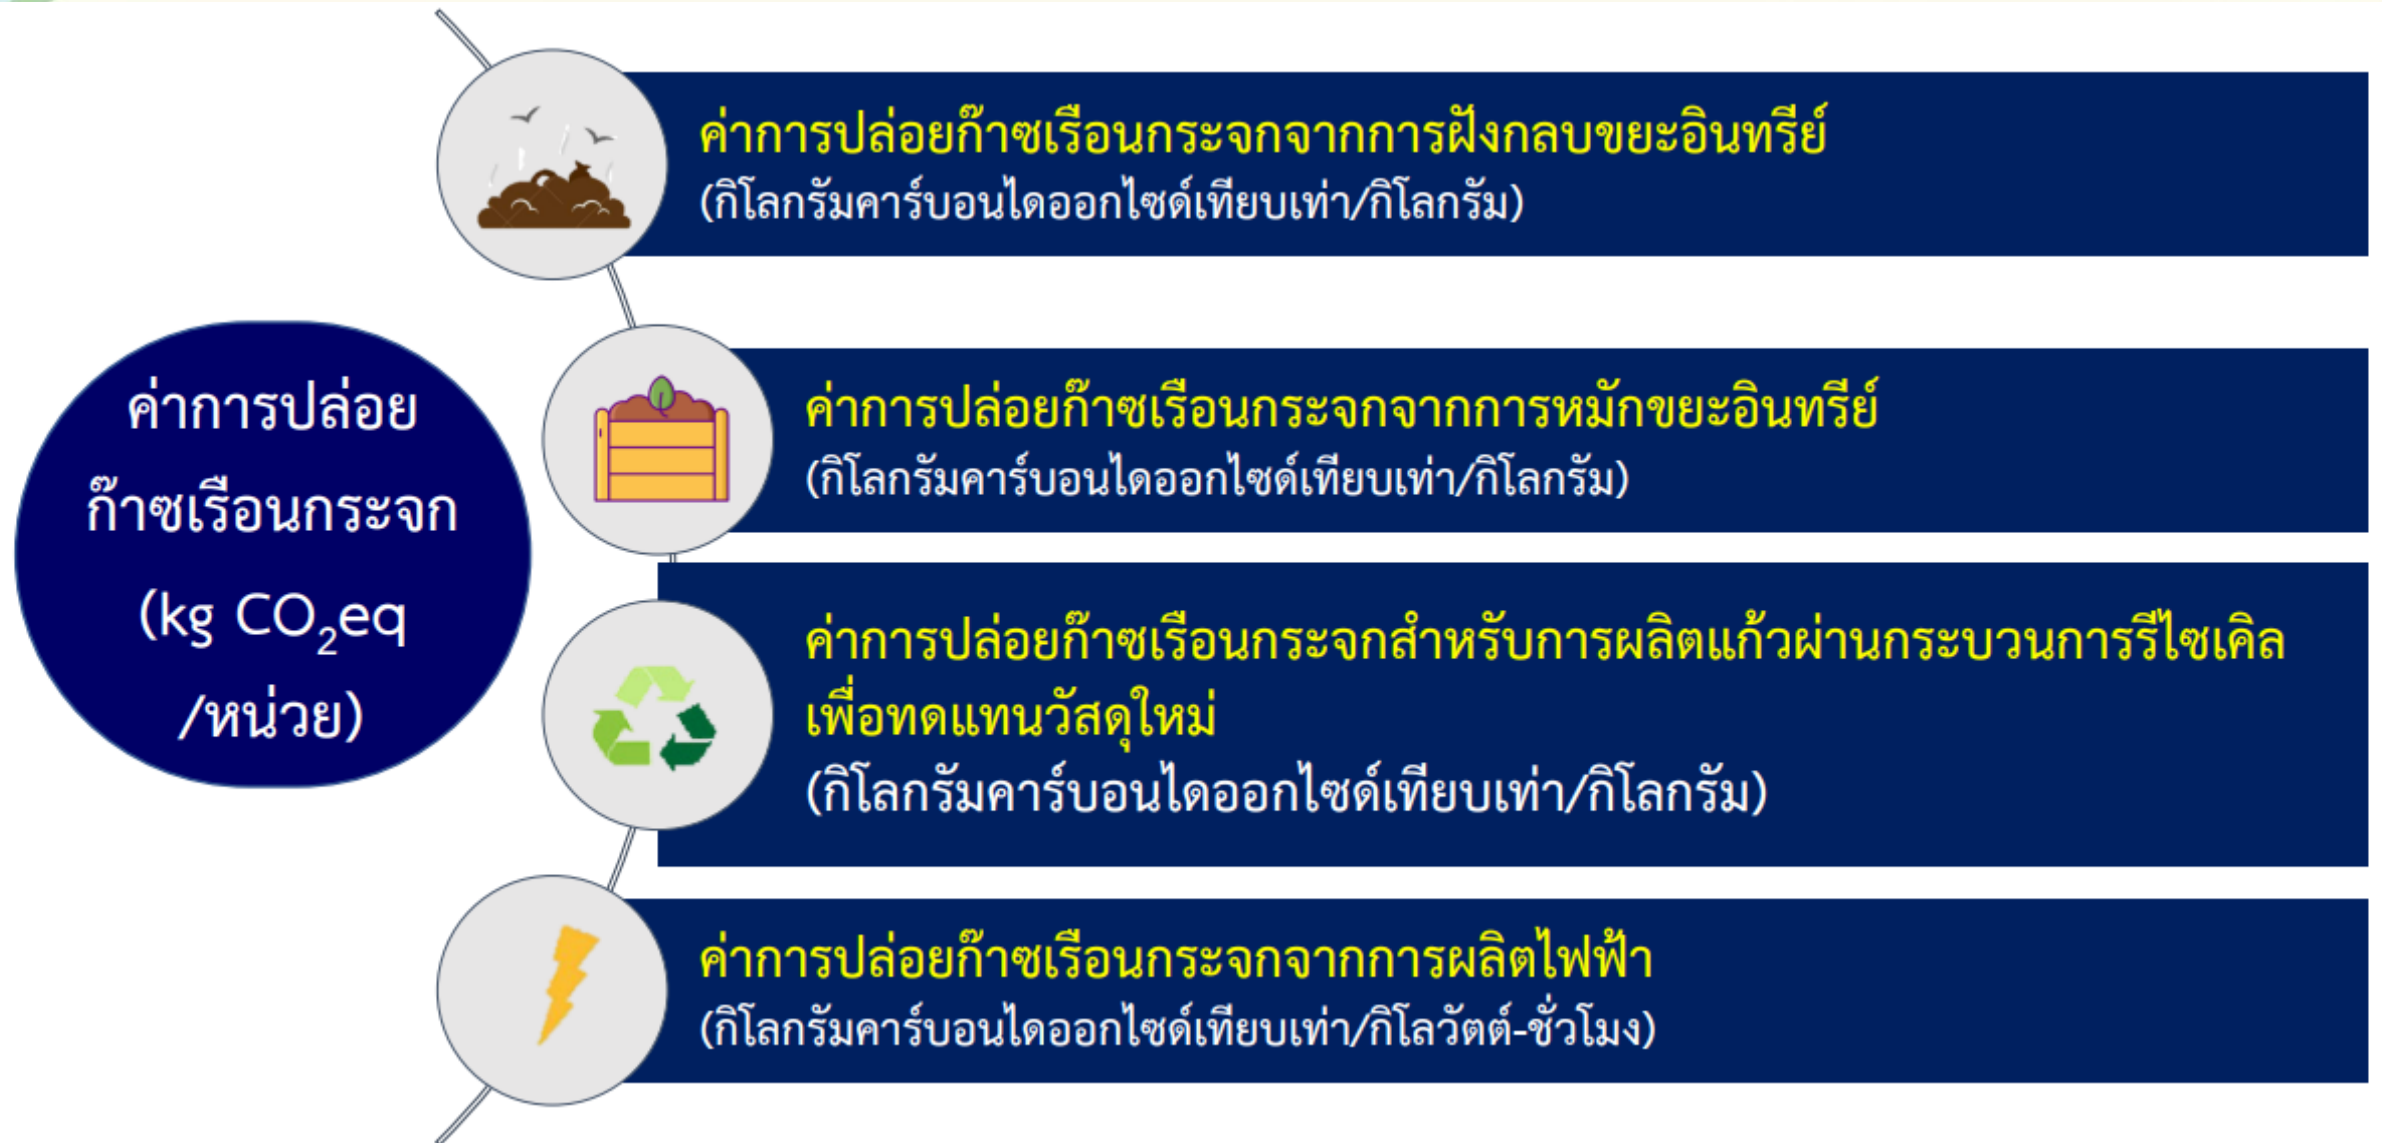 ค่าการปล่อย
ก๊าซเรือนกระจก
(kg CO₂eq
/หน่วย)
ค่าการปล่อยก๊าซเรือนกระจกจากการฝังกลบขยะอินทรีย์
(กิโลกรัมคาร์บอนไดออกไซด์เทียบเท่า/กิโลกรัม)
ค่าการปล่อยก๊าซเรือนกระจกจากการหมักขยะอินทรีย์
(กิโลกรัมคาร์บอนไดออกไซด์เทียบเท่า/กิโลกรัม)
ค่าการปล่อยก๊าซเรือนกระจกสำหรับการผลิตแก้วผ่านกระบวนการรีไซเคิล
เพื่อทดแทนวัสดุใหม่
(กิโลกรัมคาร์บอนไดออกไซด์เทียบเท่า/กิโลกรัม)
ค่าการปล่อยก๊าซเรือนกระจกจากการผลิตไฟฟ้า
(กิโลกรัมคาร์บอนไดออกไซด์เทียบเท่า/กิโลวัตต์-ชั่วโมง)